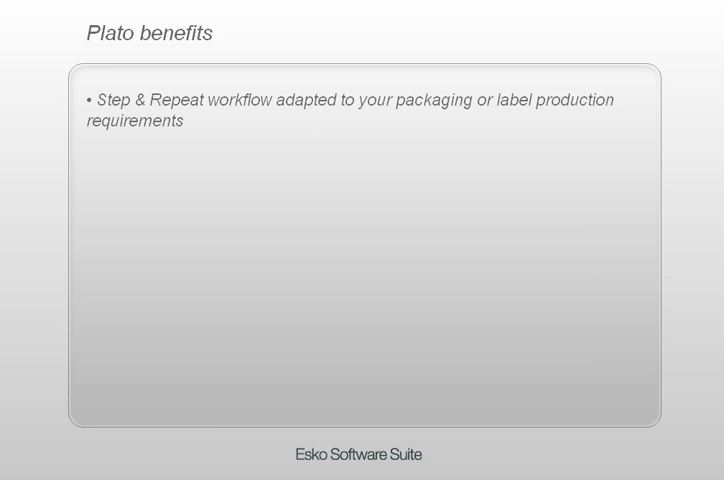 Plato benefits
• Step & Repeat workflow adapted to your packaging or label production
requirements
Esko Software Suite